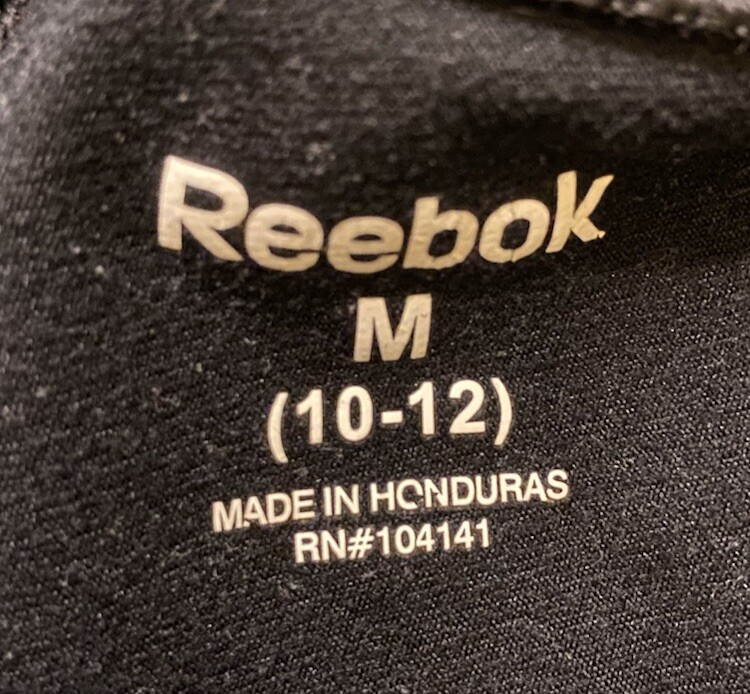 Reebok
M
(10-12)
MADE IN HONDURAS
RN#104141